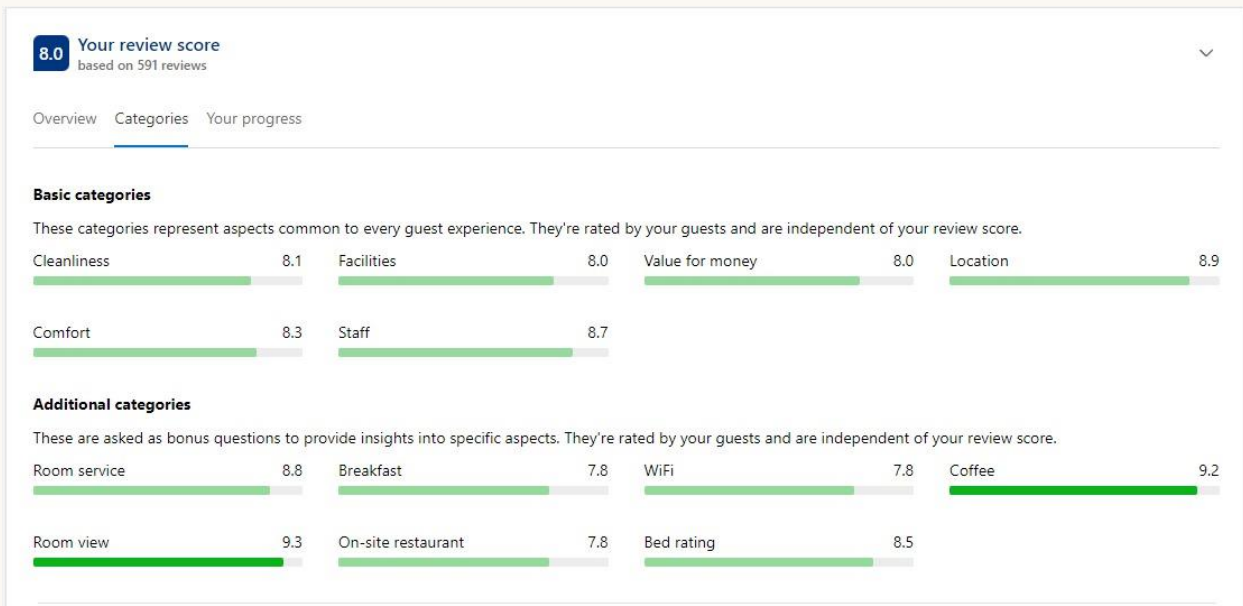 8.0 Your review score
based on 591 reviews
Overview Categories Your progress
Basic categories
These categories represent aspects common to every guest experience. They're rated by your guests and are independent of your review score.
Cleanliness 8.1 Facilities 8.0 Value for money 8.0 Location 8.9
Comfort 8.3 Staff 8.7
Additional categories
These are asked as bonus questions to provide insights into specific aspects. They're rated by your guests and are independent of your review score.
Room service 8.8 Breakfast 7.8 WiFi 7.8 Coffee 9.2
Room view 9.3 On-site restaurant 7.8 Bed rating 8.5